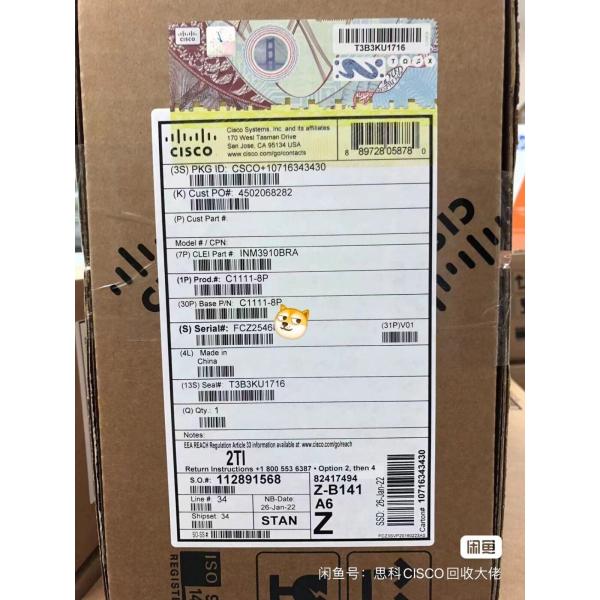 CISCO
T3B3KU1716
CISCO
Cisco Systems, Inc. and its affiliates
170 West Tasman Drive
San Jose, CA 95134 USA
www.cisco.com/go/contacts
8 89728 05878 0
(3S) PKG ID: CSCO+10716343430
(K) Cust PO#: 4502068282
(P) Cust Part #:
Model # / CPN:
(7P) CLEI Part #: INM3910BRA
(1P) Prod.#: C1111-8P
(30P) Base P/N: C1111-8P
(S) Serial#: FCZ2546
(31P)V01
(4L) Made in
China
(13S) Seal#: T3B3KU1716
(Q) Qty.: 1
Notes:
EEA REACH Regulation Article 33 information available at: www.cisco.com/go/reach
2TI
Return Instructions +1 800 553 6387 • Option 2, then 4
S.O.#: 112891568
82417494
Z-B141
A6
Z
Line #: 34
NB-Date:
26-Jan-22
Shipset: 34
STAN
SO-SS#
SSD: 26-Jan-22
Carton# 10716343430
ISO
REGISTE
闲鱼
闲鱼号：思科CISCO回收大佬